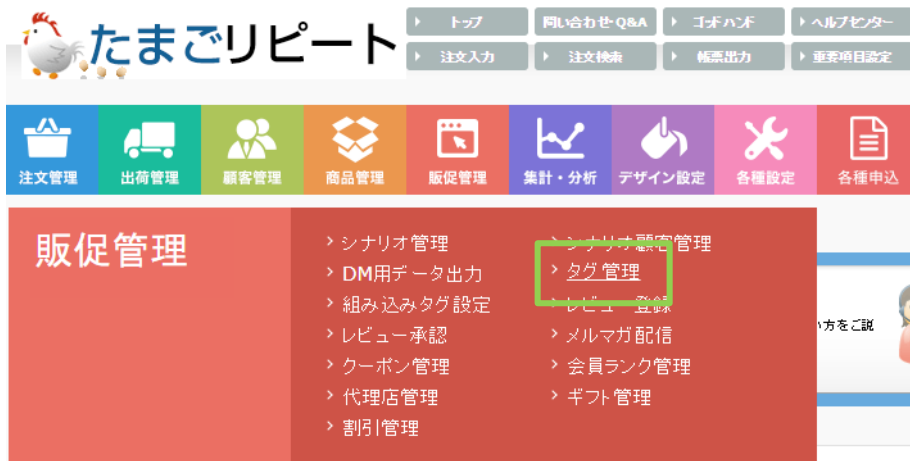 たまごリピート
トップ
問い合わせ・Q&A
ゴッドハンド
ヘルプセンター
注文入力
注文検索
帳票出力
重要項目設定
注文管理
出荷管理
顧客管理
商品管理
販促管理
集計・分析
デザイン設定
各種設定
各種申込
販促管理
シナリオ管理
シナリオ顧客管理
DM用データ出力
タグ管理
組み込みタグ設定
レビュー登録
レビュー承認
メルマガ配信
クーポン管理
会員ランク管理
代理店管理
ギフト管理
割引管理
い方をご説